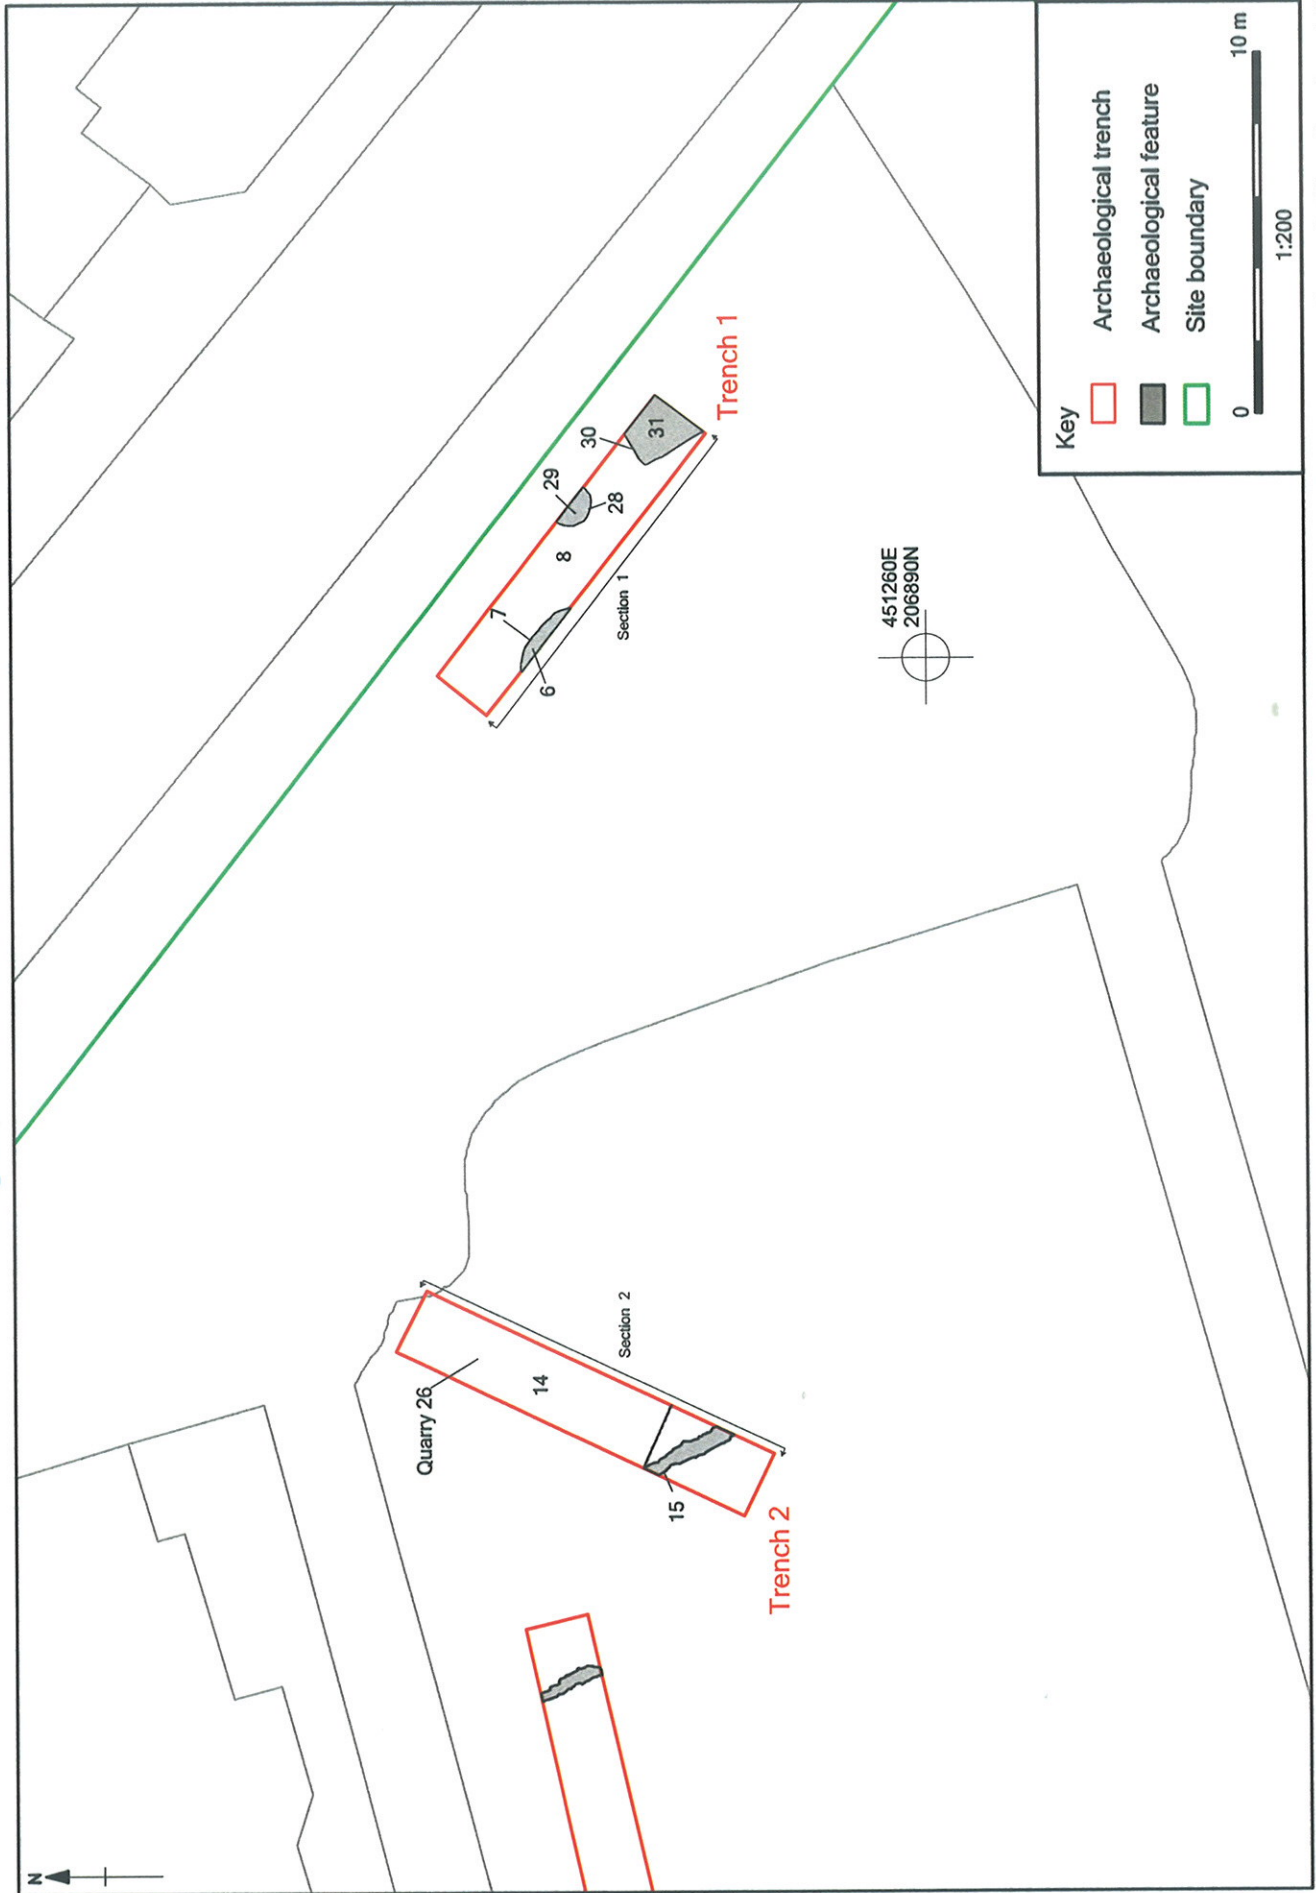 N
Quarry 26
14
15
Section 2
Trench 2
7
6
8
29
28
30
31
Section 1
Trench 1
451260E
206890N
Key
Archaeological trench
Archaeological feature
Site boundary
0
10 m
1:200